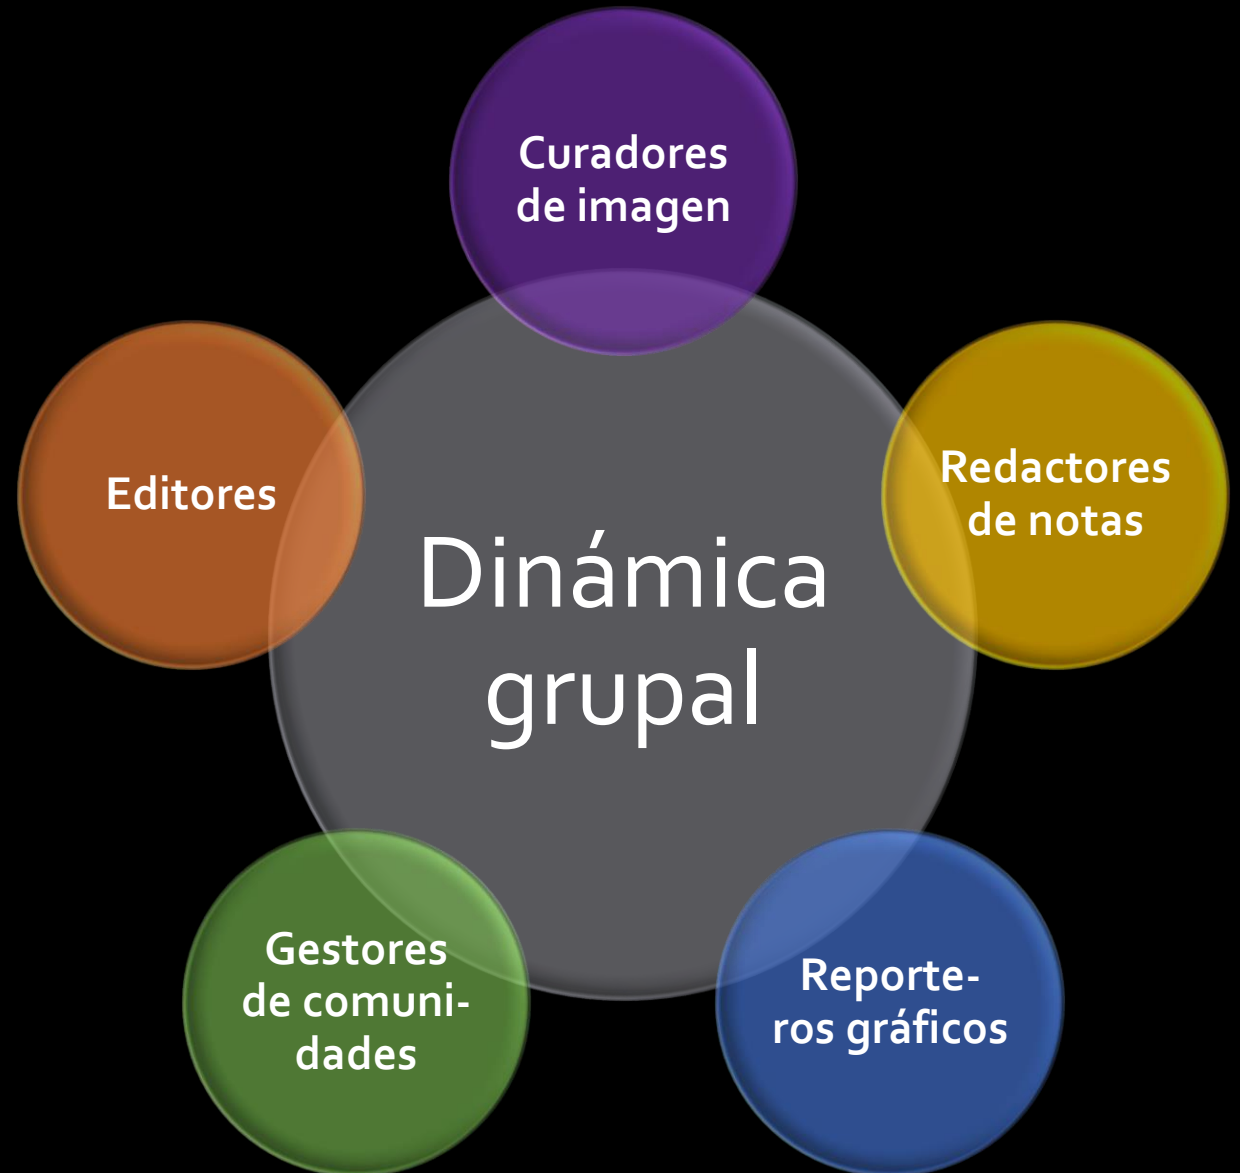 Curadores
de imagen
Editores
Redactores
de notas
Dinámica
grupal
Gestores
de comuni-
dades
Reporte-
ros gráficos